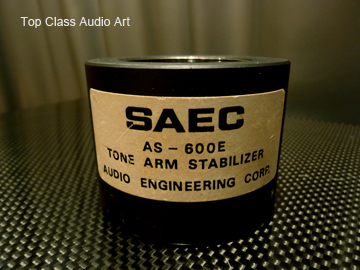 Top Class Audio Art
SAEC
AS - 600E
TONE ARM STABILIZER
AUDIO ENGINEERING CORP.